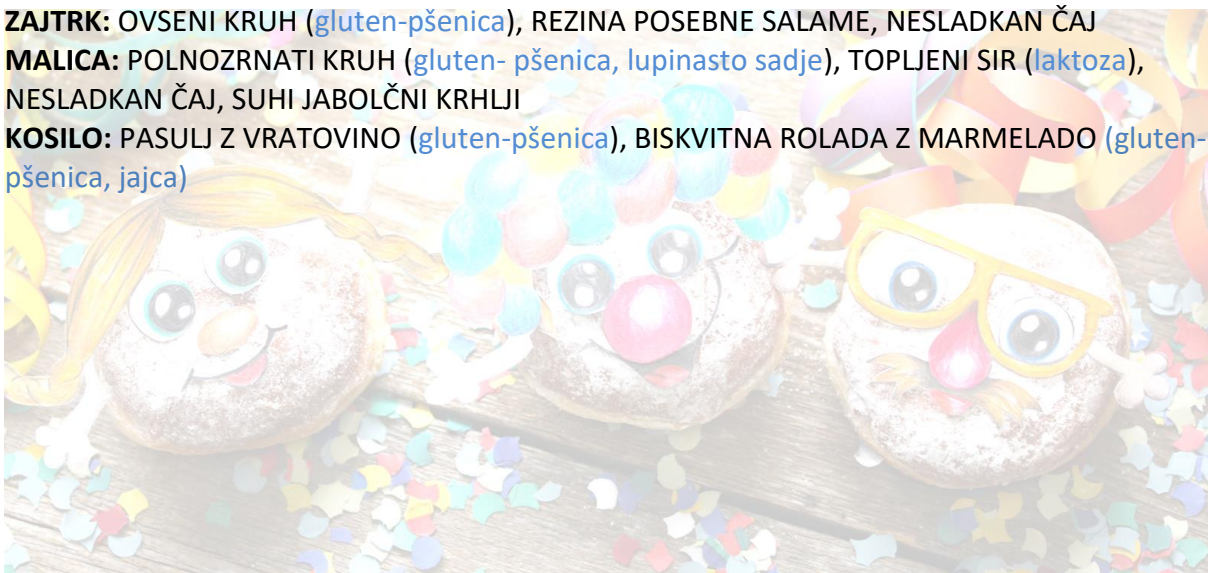 ZAJTRK: OVSENI KRUH (gluten-pšenica), REZINA POSEBNE SALAME, NESLADKAN ČAJ
MALICA: POLNOZRNATI KRUH (gluten- pšenica, lupinasto sadje), TOPLJENI SIR (laktoza),
NESLADKAN ČAJ, SUHI JABOLČNI KRHLJI
KOSILO: PASULJ Z VRATOVINO (gluten-pšenica), BISKVITNA ROLADA Z MARMELADO (gluten-
pšenica, jajca)